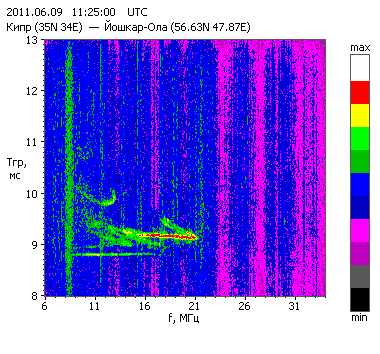 2011.06.09 11:25:00 UTC
Кипр (35N 34E) — Йошкар-Ола (56.63N 47.87E)
13
12
11
Tгр,
мс
10
9
8
6 11 16 21 26 31
f, МГц
max
min